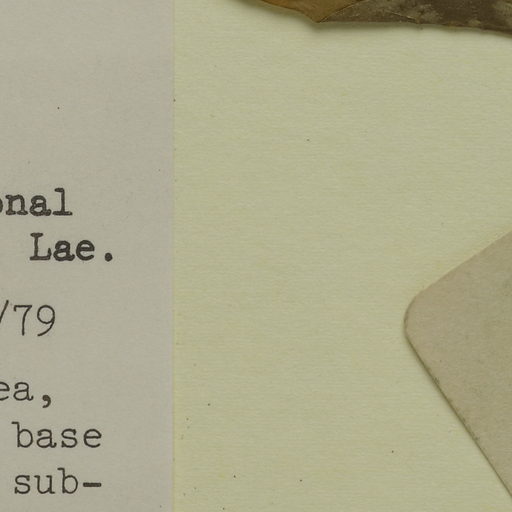 onal
Lae.
/79
ea,
base
sub-